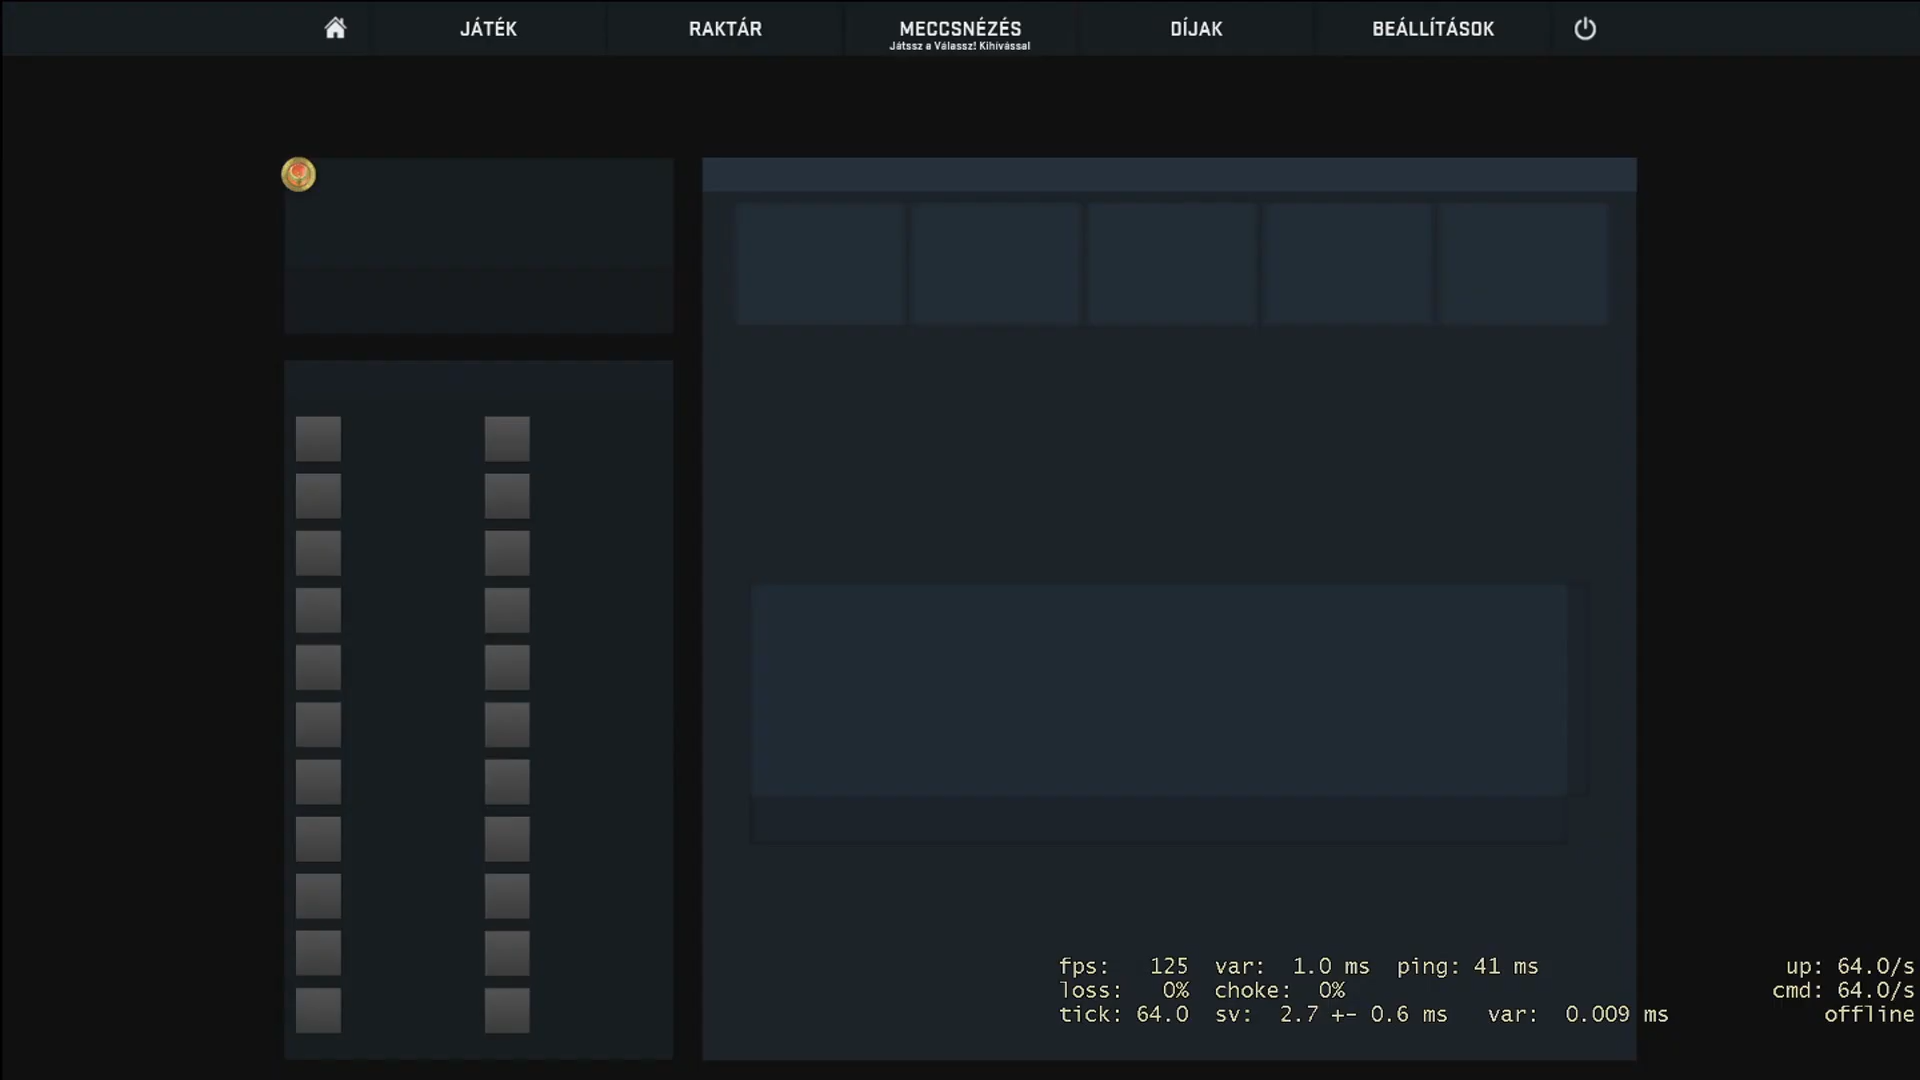 JÁTÉK
RAKTÁR
MECCSNÉZÉS
Játssz a Válassz! Kihívással
DÍJAK
BEÁLLÍTÁSOK
fps: 125 var: 1.0 ms ping: 41 ms
loss: 0% choke: 0%
tick: 64.0 sv: 2.7 +- 0.6 ms var: 0.009 ms
up: 64.0/s
cmd: 64.0/s
offline